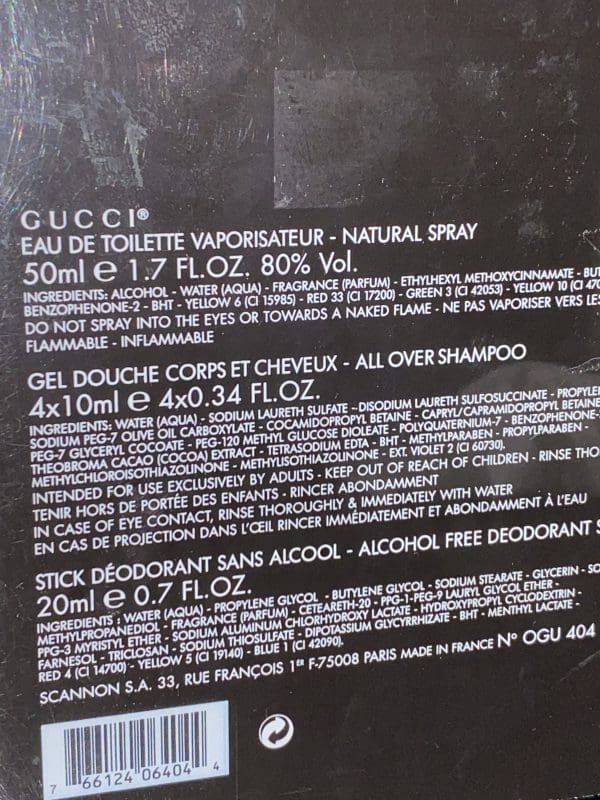 GUCCI®
EAU DE TOILETTE VAPORISATEUR - NATURAL SPRAY
50ml e 1.7 FL.OZ. 80% Vol.
INGREDIENTS: ALCOHOL - WATER (AQUA) - FRAGRANCE (PARFUM) - ETHYLHEXYL METHOXYCINNAMATE - BUT
BENZOPHENONE-2 - BHT - YELLOW 6 (CI 15985) - RED 33 (CI 17200) - GREEN 3 (CI 42053) - YELLOW 10 (CI 470
DO NOT SPRAY INTO THE EYES OR TOWARDS A NAKED FLAME - NE PAS VAPORISER VERS LES
FLAMMABLE - INFLAMMABLE
GEL DOUCHE CORPS ET CHEVEUX - ALL OVER SHAMPOO
4x10ml e 4x0.34 FL.OZ.
INGREDIENTS: WATER (AQUA) - SODIUM LAURETH SULFATE - DISODIUM LAURETH SULFOSUCCINATE - PROPYLE
SODIUM PEG-7 OLIVE OIL CARBOXYLATE - COCAMIDOPROPYL BETAINE - CAPRYL/CAPRAMIDOPROPYL BETAINE
PEG-7 GLYCERYL COCOATE - PEG-120 METHYL GLUCOSE DIOLEATE - POLYQUATERNIUM-7 - BENZOPHENONE-
THEOBROMA CACAO (COCOA) EXTRACT - TETRASODIUM EDTA - BHT - METHYLPARABEN - PROPYLPARABEN -
METHYLCHLOROISOTHIAZOLINONE - METHYLISOTHIAZOLINONE - EXT. VIOLET 2 (CI 60730).
INTENDED FOR USE EXCLUSIVELY BY ADULTS - KEEP OUT OF REACH OF CHILDREN - RINSE THO
TENIR HORS DE PORTÉE DES ENFANTS - RINCER ABONDAMMENT
IN CASE OF EYE CONTACT, RINSE THOROUGHLY & IMMEDIATELY WITH WATER
EN CAS DE PROJECTION DANS L'ŒIL RINCER IMMÉDIATEMENT ET ABONDAMMENT À L'EAU
STICK DÉODORANT SANS ALCOOL - ALCOHOL FREE DEODORANT S
20ml e 0.7 FL.OZ.
INGREDIENTS : WATER (AQUA) - PROPYLENE GLYCOL - BUTYLENE GLYCOL - SODIUM STEARATE - GLYCERIN - SO
METHYLPROPANEDIOL - FRAGRANCE (PARFUM) - CETEARETH-20 - PPG-1-PEG-9 LAURYL GLYCOL ETHER -
PPG-3 MYRISTYL ETHER - SODIUM ALUMINUM CHLORHYDROXY LACTATE - HYDROXYPROPYL CYCLODEXTRIN -
FARNESOL - TRICLOSAN - SODIUM THIOSULFATE - DIPOTASSIUM GLYCYRRHIZATE - BHT - MENTHYL LACTATE -
RED 4 (CI 14700) - YELLOW 5 (CI 19140) - BLUE 1 (CI 42090).
SCANNON S.A. 33, RUE FRANÇOIS 1ER F-75008 PARIS MADE IN FRANCE N° OGU 404
7 66124 06404 4